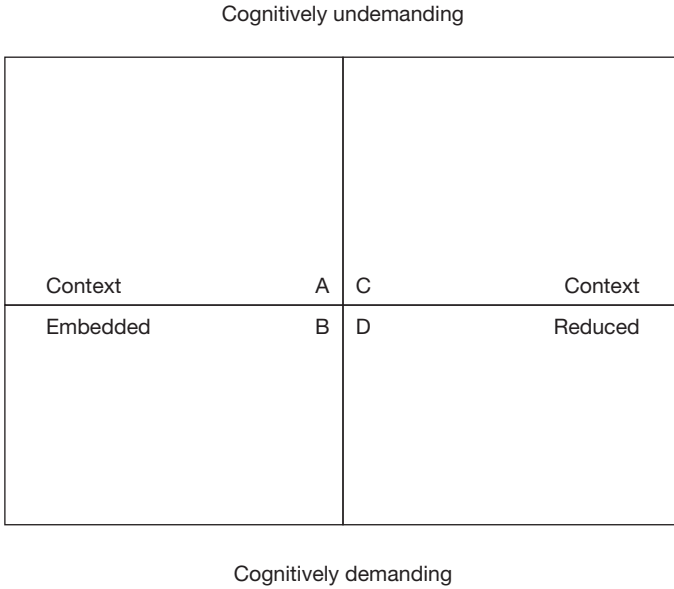 Cognitively undemanding
Context A C Context
Embedded B D Reduced
Cognitively demanding